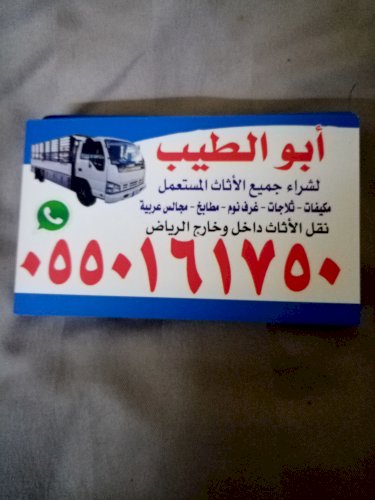 أبو الطيب
لشراء جميع الأثاث المستعمل
مكيفات - ثلاجات - غرف نوم - مطابخ - مجالس عربية
نقل الأثاث داخل وخارج الرياض
٠٥٥٠١٦١٧٥٠